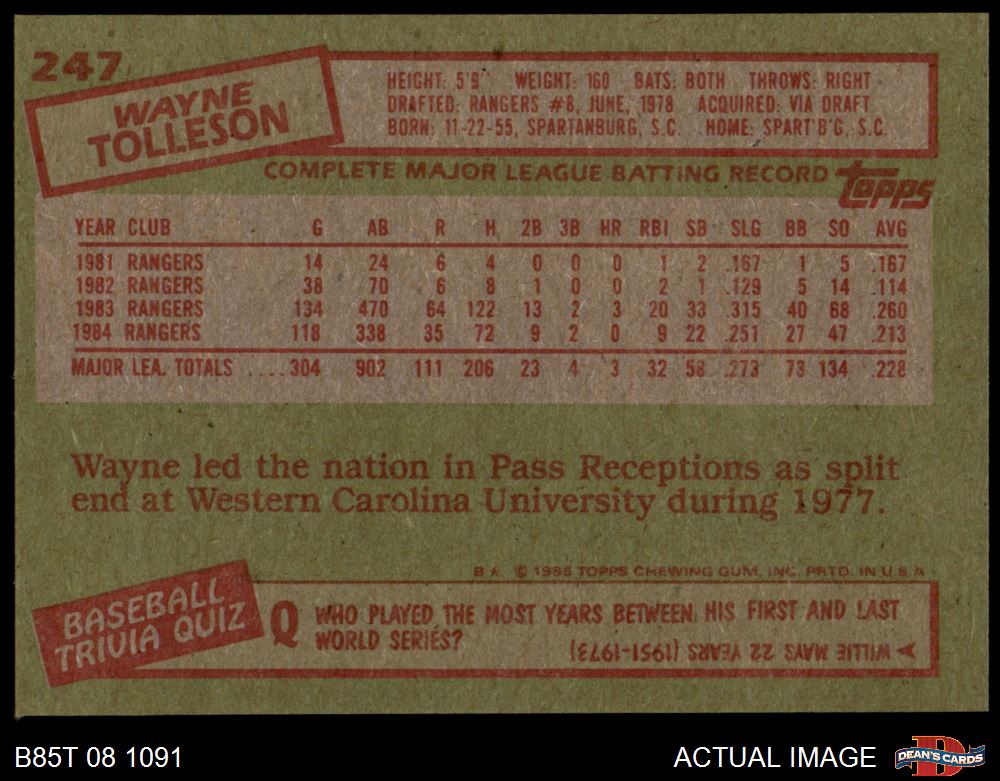 247
WAYNE
TOLLESON
HEIGHT: 5'9" WEIGHT: 160 BATS: BOTH THROWS: RIGHT
DRAFTED: RANGERS #8, JUNE, 1978 ACQUIRED: VIA DRAFT
BORN: 11-22-55, SPARTANBURG, S.C. HOME: SPART'B'G, S.C.
COMPLETE MAJOR LEAGUE BATTING RECORD topps
YEAR CLUB G AB R H 2B 3B HR RBI SB SLG BB SO AVG
1981 RANGERS 14 24 6 4 0 0 0 1 2 .167 1 5 .167
1982 RANGERS 38 70 6 8 1 0 0 2 1 .129 5 14 .114
1983 RANGERS 134 470 64 122 13 2 3 20 33 .315 40 68 .260
1984 RANGERS 118 338 35 72 9 2 0 9 22 .251 27 47 .213
MAJOR LEA. TOTALS ....304 902 111 206 23 4 3 32 58 .273 73 134 .228
Wayne led the nation in Pass Receptions as split
end at Western Carolina University during 1977.
B★ © 1985 TOPPS CHEWING GUM, INC. PRTD. IN U.S.A.
BASEBALL
TRIVIA QUIZ
Q WHO PLAYED THE MOST YEARS BETWEEN HIS FIRST AND LAST
WORLD SERIES?
A WILLIE MAYS 22 YEARS (1951-1973)
B85T 08 1091
ACTUAL IMAGE
D
DEAN'S CARDS